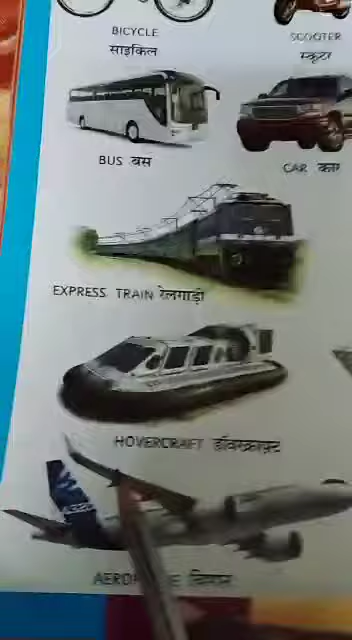 BICYCLE
साइकिल
SCOOTER
स्कूटर
BUS बस
CAR कार
EXPRESS TRAIN रेलगाड़ी
HOVERCRAFT हॉवरक्राफ़्ट
विमान